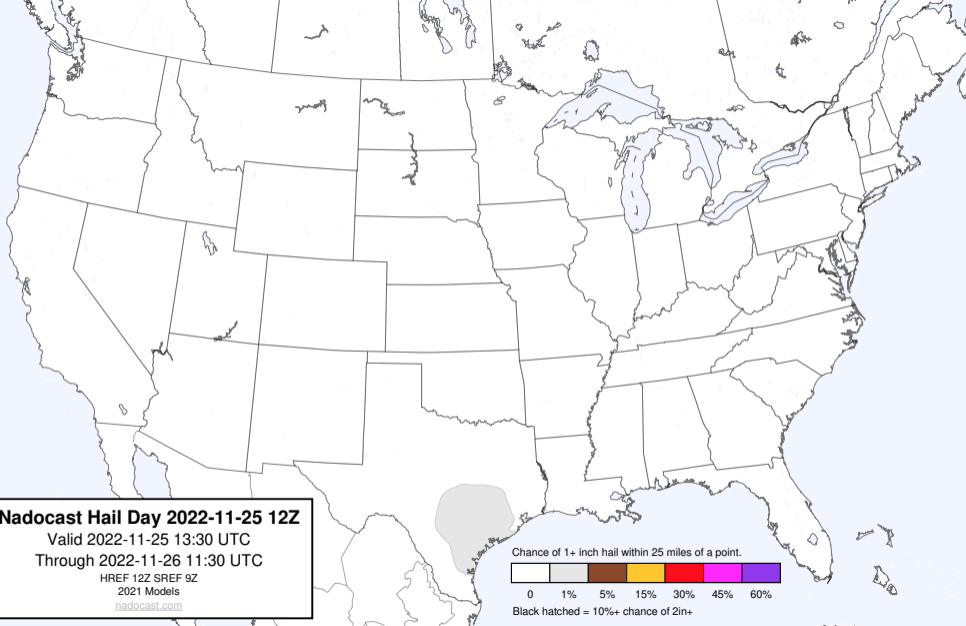 Nadocast Hail Day 2022-11-25 12Z
Valid 2022-11-25 13:30 UTC
Through 2022-11-26 11:30 UTC
HREF 12Z SREF 9Z
2021 Models
nadocast.com
Chance of 1+ inch hail within 25 miles of a point.
0 1% 5% 15% 30% 45% 60%
Black hatched = 10%+ chance of 2in+